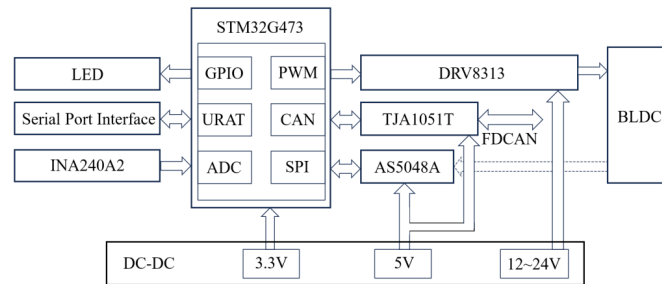 STM32G473
LED
GPIO
PWM
DRV8313
BLDC
Serial Port Interface
URAT
CAN
TJA1051T
FDCAN
INA240A2
ADC
SPI
AS5048A
DC-DC
3.3V
5V
12~24V